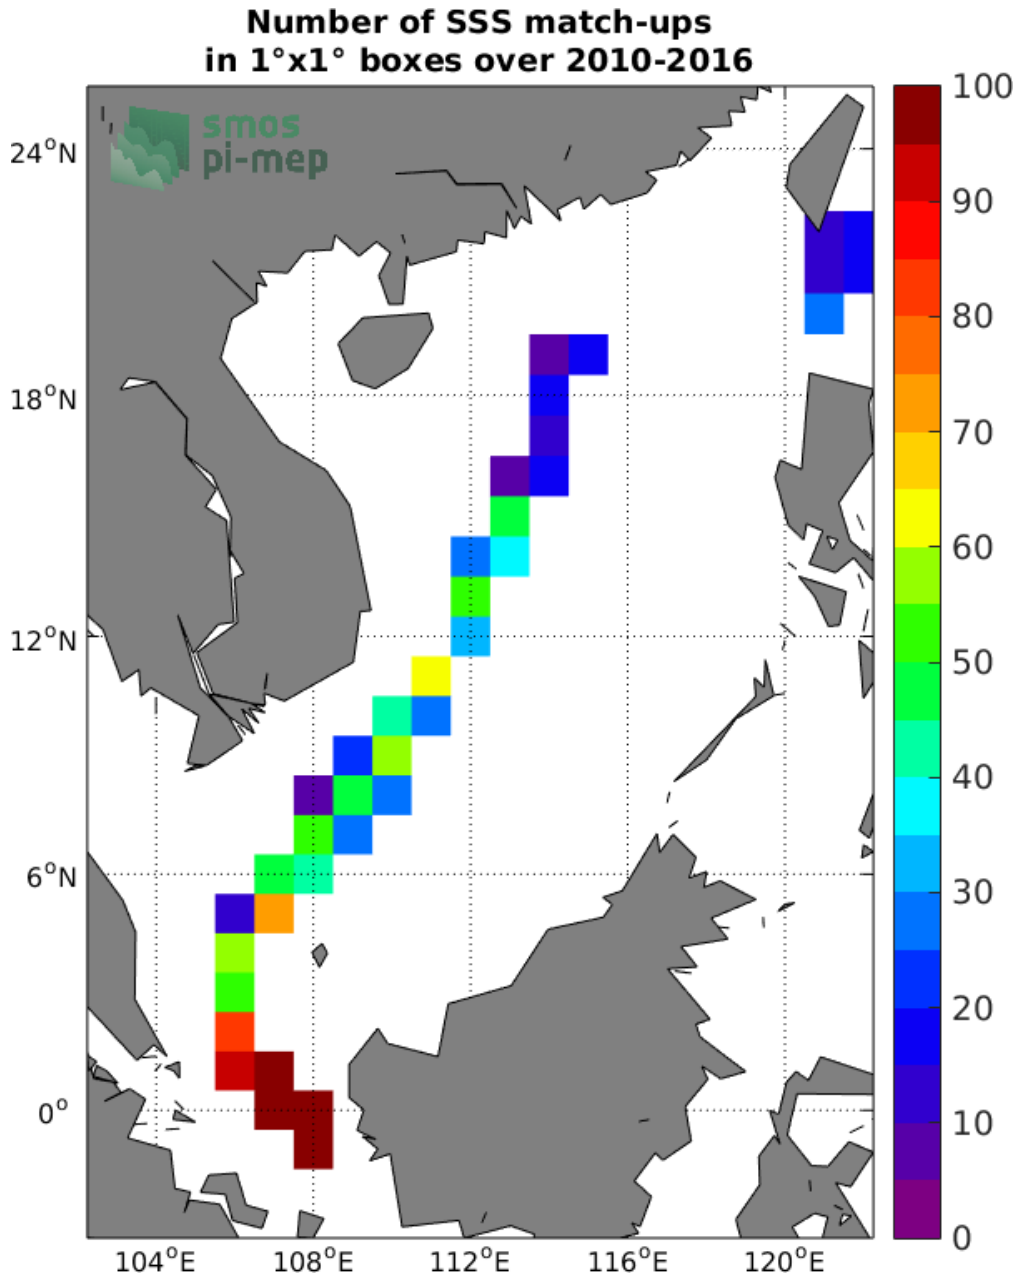 Number of SSS match-ups
in 1°x1° boxes over 2010-2016
smos
pi-mep
24°N
18°N
12°N
6°N
0°
104°E 108°E 112°E 116°E 120°E
100
90
80
70
60
50
40
30
20
10
0